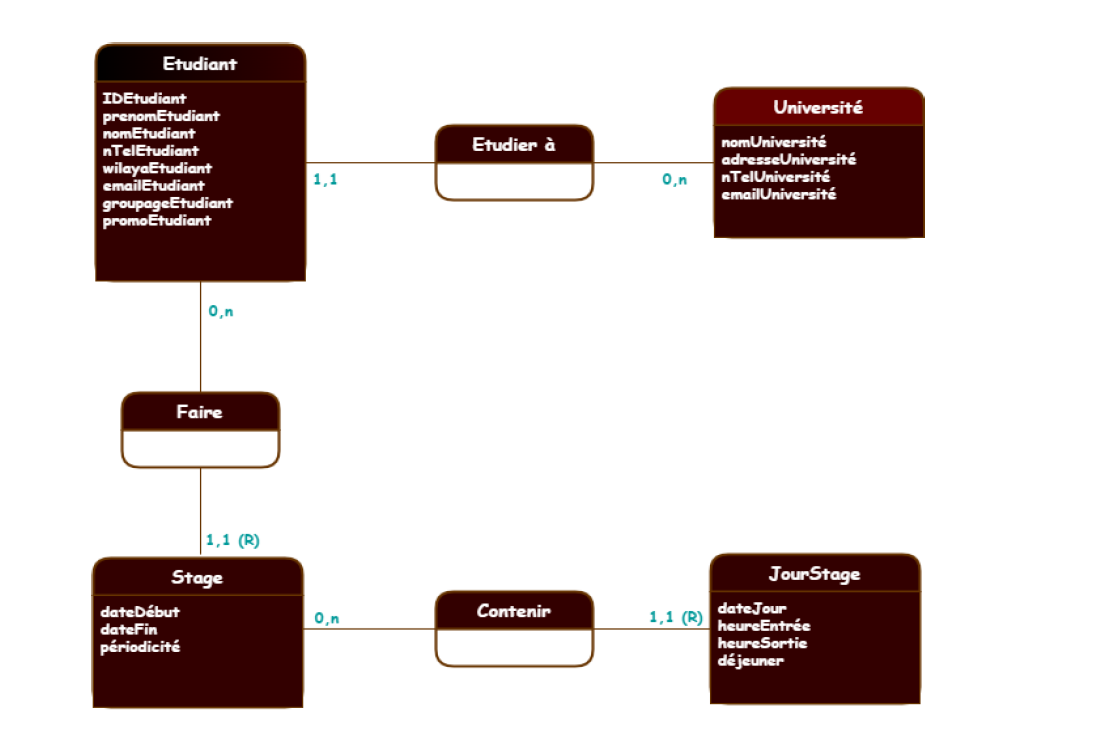 Etudiant
IDEtudiant
prenomEtudiant
nomEtudiant
nTelEtudiant
wilayaEtudiant
emailEtudiant
groupageEtudiant
promoEtudiant
1,1
Etudier à
0,n
Université
nomUniversité
adresseUniversité
nTelUniversité
emailUniversité
0,n
Faire
1,1 (R)
Stage
dateDébut
dateFin
périodicité
0,n
Contenir
1,1 (R)
JourStage
dateJour
heureEntrée
heureSortie
déjeuner